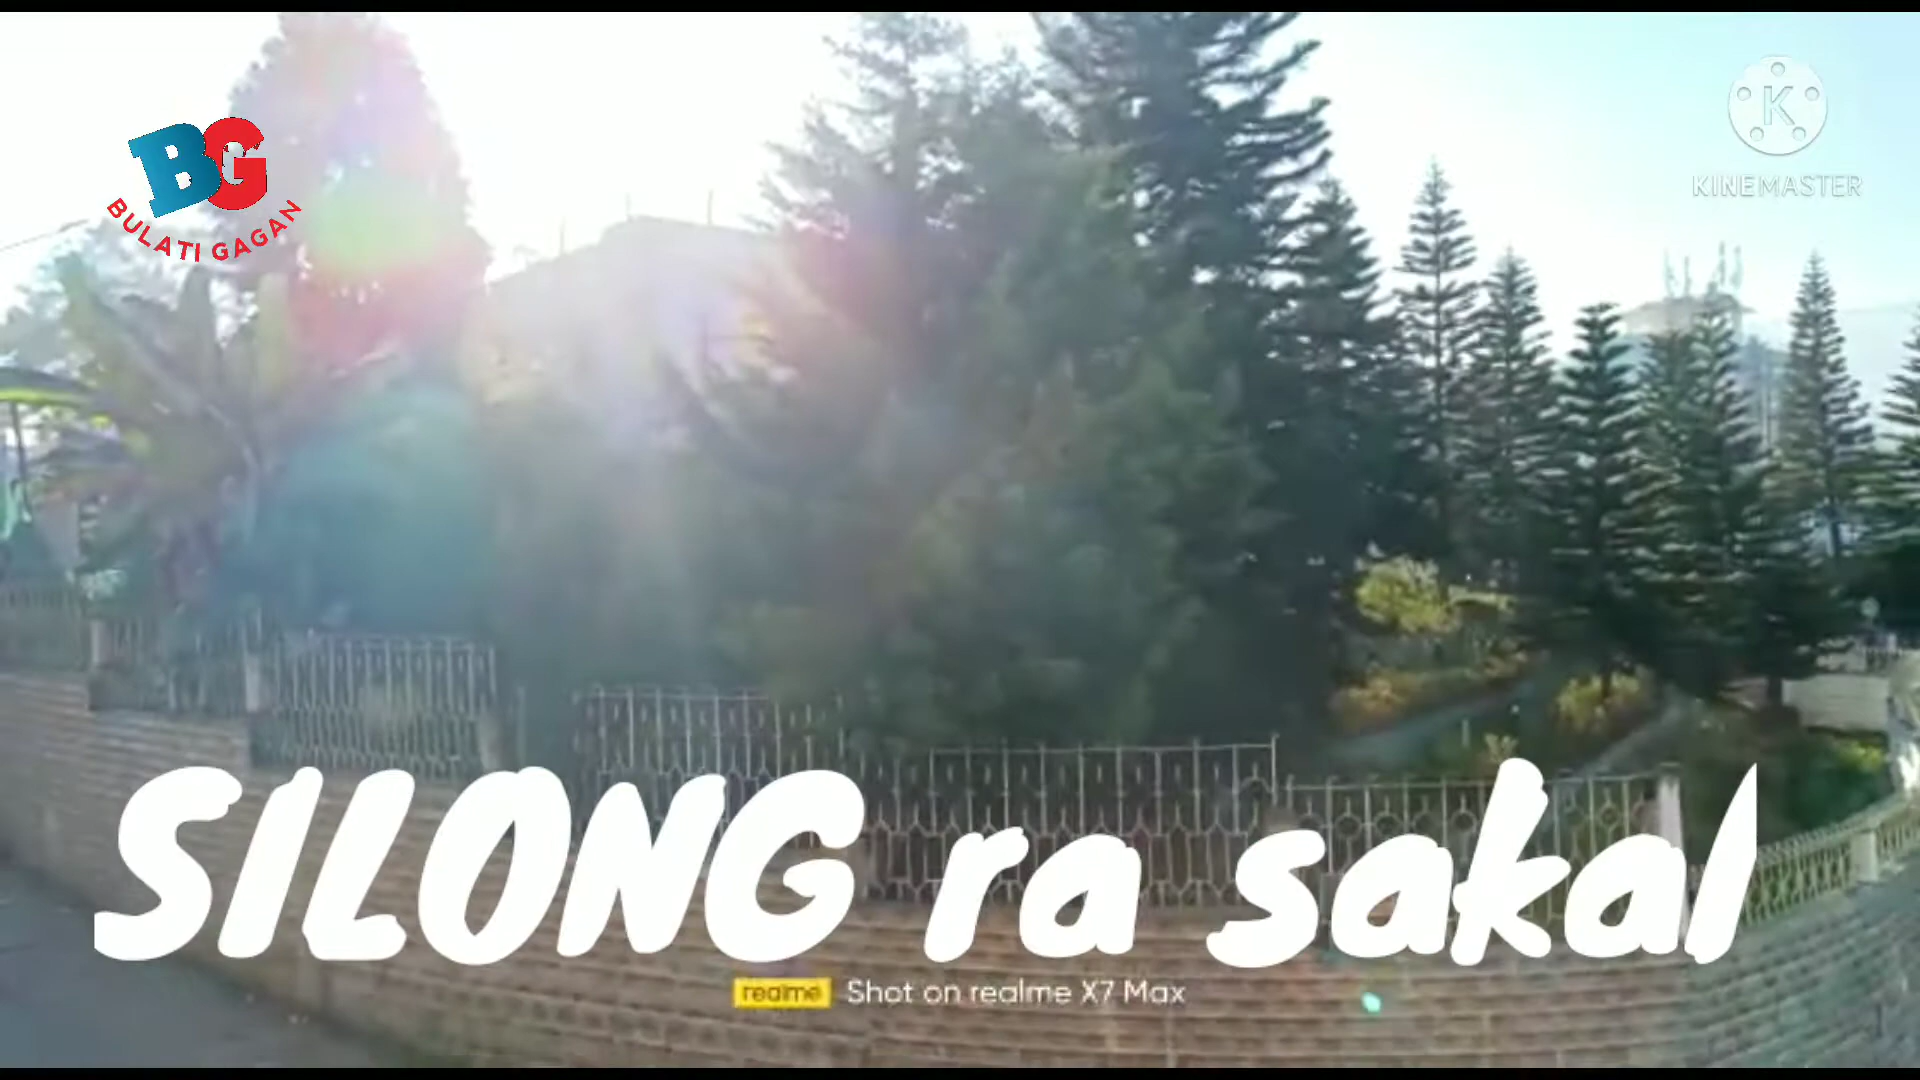 BG
BULATI GAGAN
K
KINEMASTER
SILONG ra sakal
realme Shot on realme X7 Max